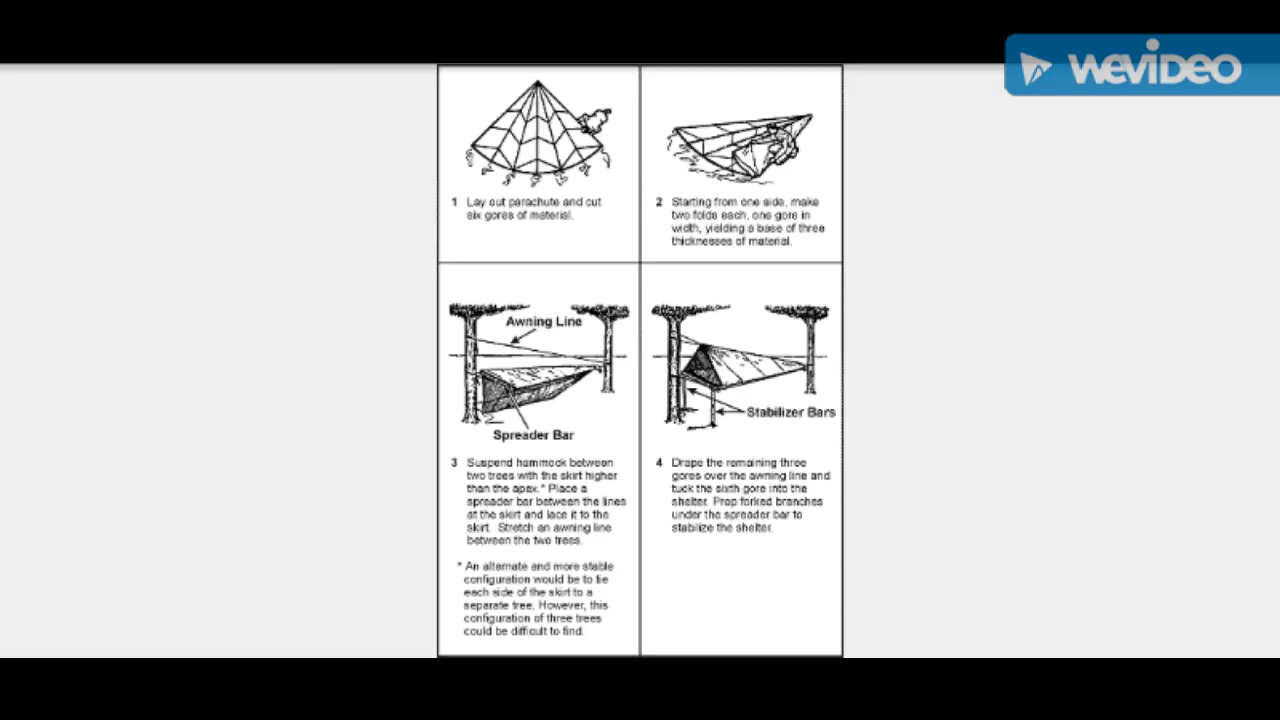 WEVIDEO
1 Lay out parachute and cut
six gores of material.
2 Starting from one side, make
two folds each, one gore in
width, yielding a base of three
thicknesses of material.
Awning Line
Spreader Bar
3 Suspend hammock between
two trees with the skirt higher
than the apex.* Place a
spreader bar between the lines
at the skirt and lace it to the
skirt. Stretch an awning line
between the two trees.
* An alternate and more stable
configuration would be to tie
each side of the skirt to a
separate tree. However, this
configuration of three trees
could be difficult to find.
Stabilizer Bars
4 Drape the remaining three
gores over the awning line and
tuck the sixth gore into the
shelter. Prop forked branches
under the spreader bar to
stabilize the shelter.